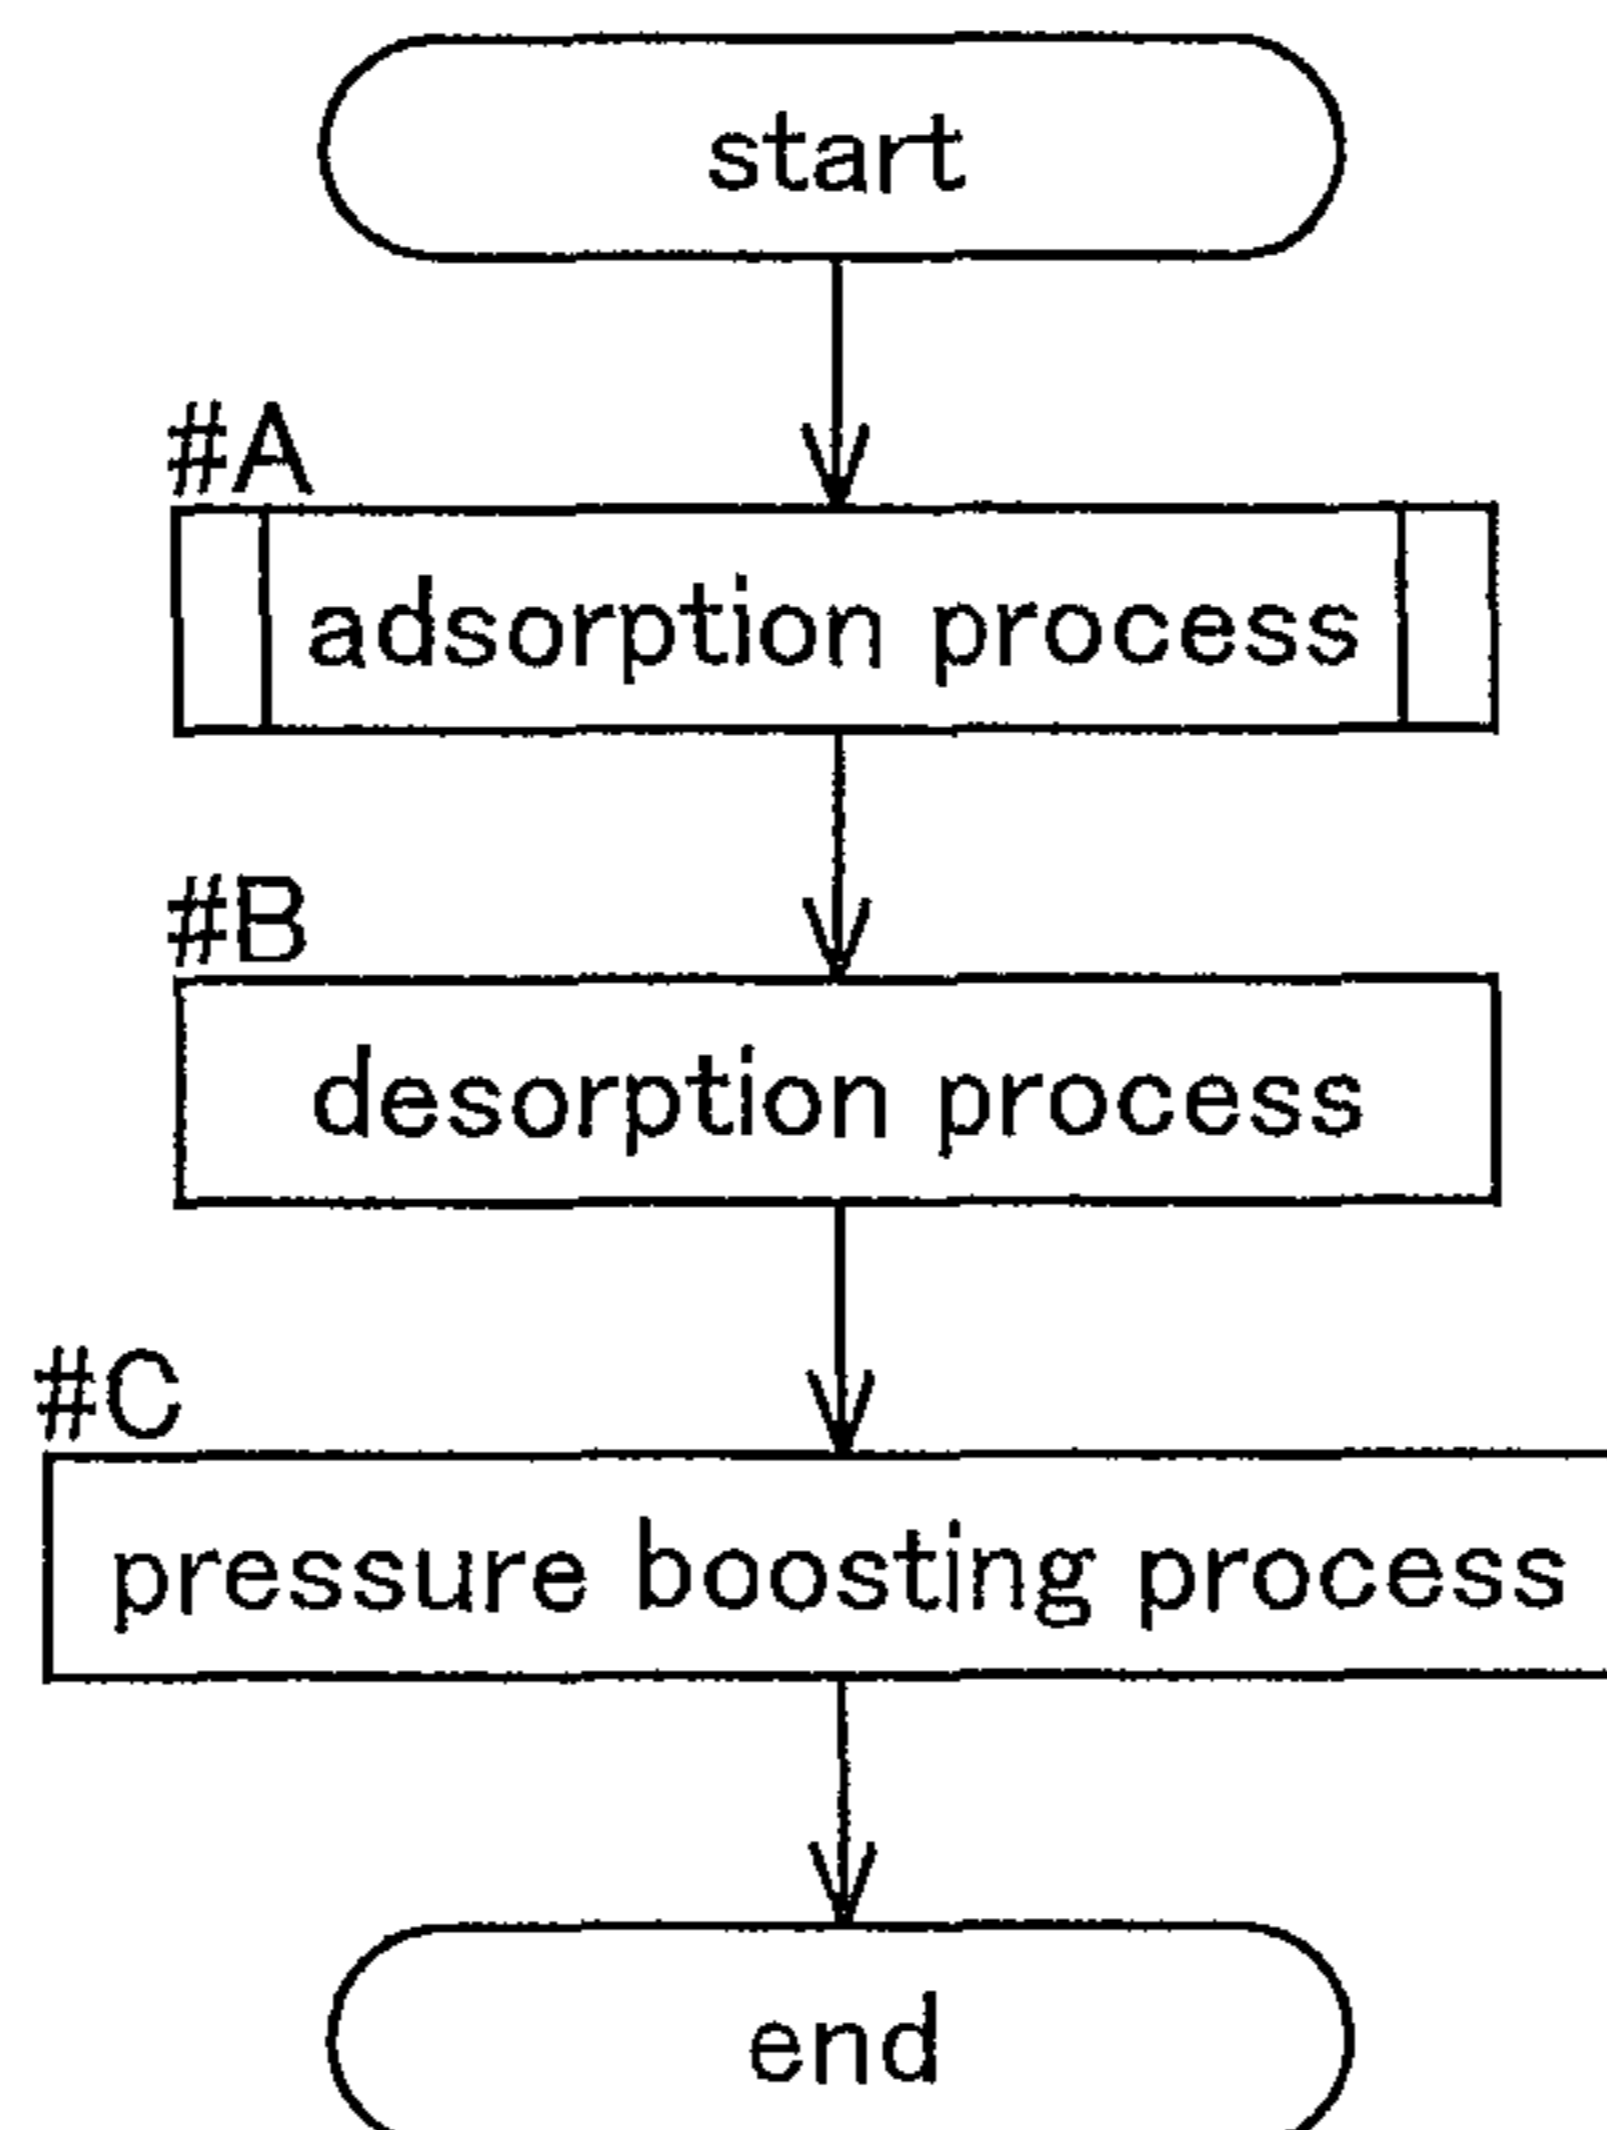 start
#A
adsorption process
#B
desorption process
#C
pressure boosting process
end